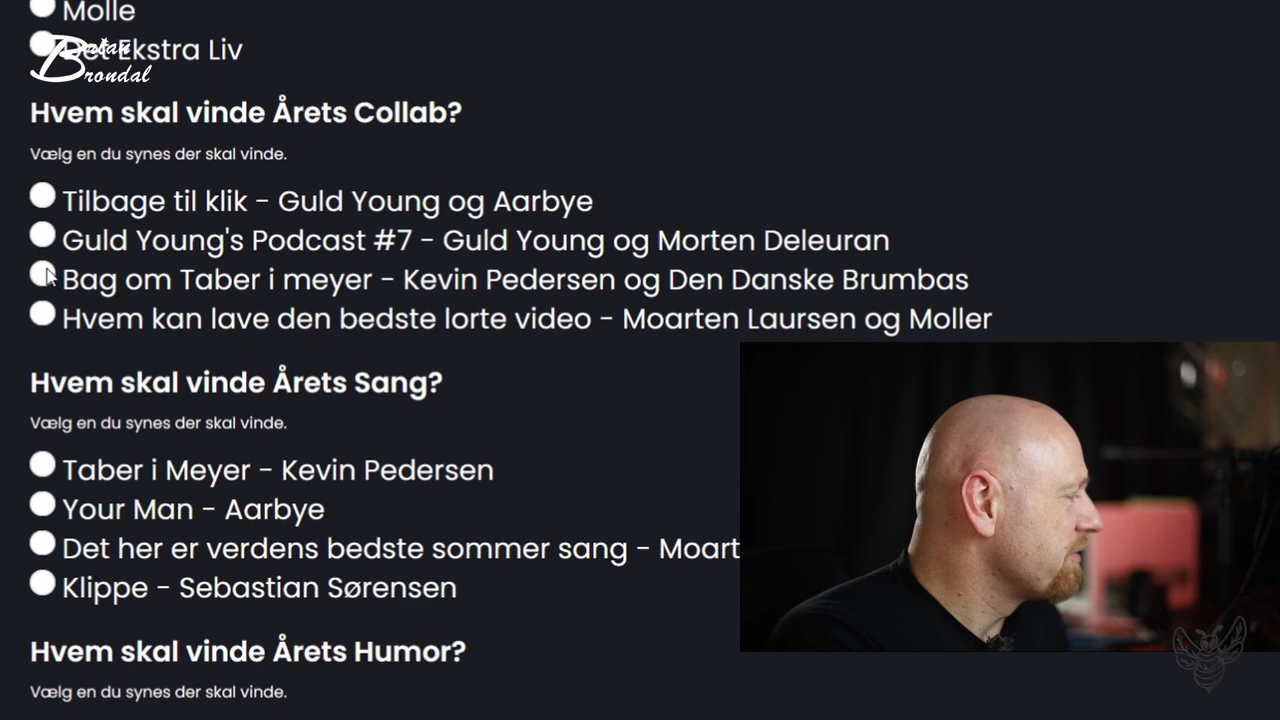 Molle
Det Ekstra Liv
Brian
Brondal
Hvem skal vinde Årets Collab?
Vælg en du synes der skal vinde.
Tilbage til klik - Guld Young og Aarbye
Guld Young's Podcast #7 - Guld Young og Morten Deleuran
Bag om Taber i meyer - Kevin Pedersen og Den Danske Brumbas
Hvem kan lave den bedste lorte video - Moarten Laursen og Moller
Hvem skal vinde Årets Sang?
Vælg en du synes der skal vinde.
Taber i Meyer - Kevin Pedersen
Your Man - Aarbye
Det her er verdens bedste sommer sang - Moart
Klippe - Sebastian Sørensen
Hvem skal vinde Årets Humor?
Vælg en du synes der skal vinde.